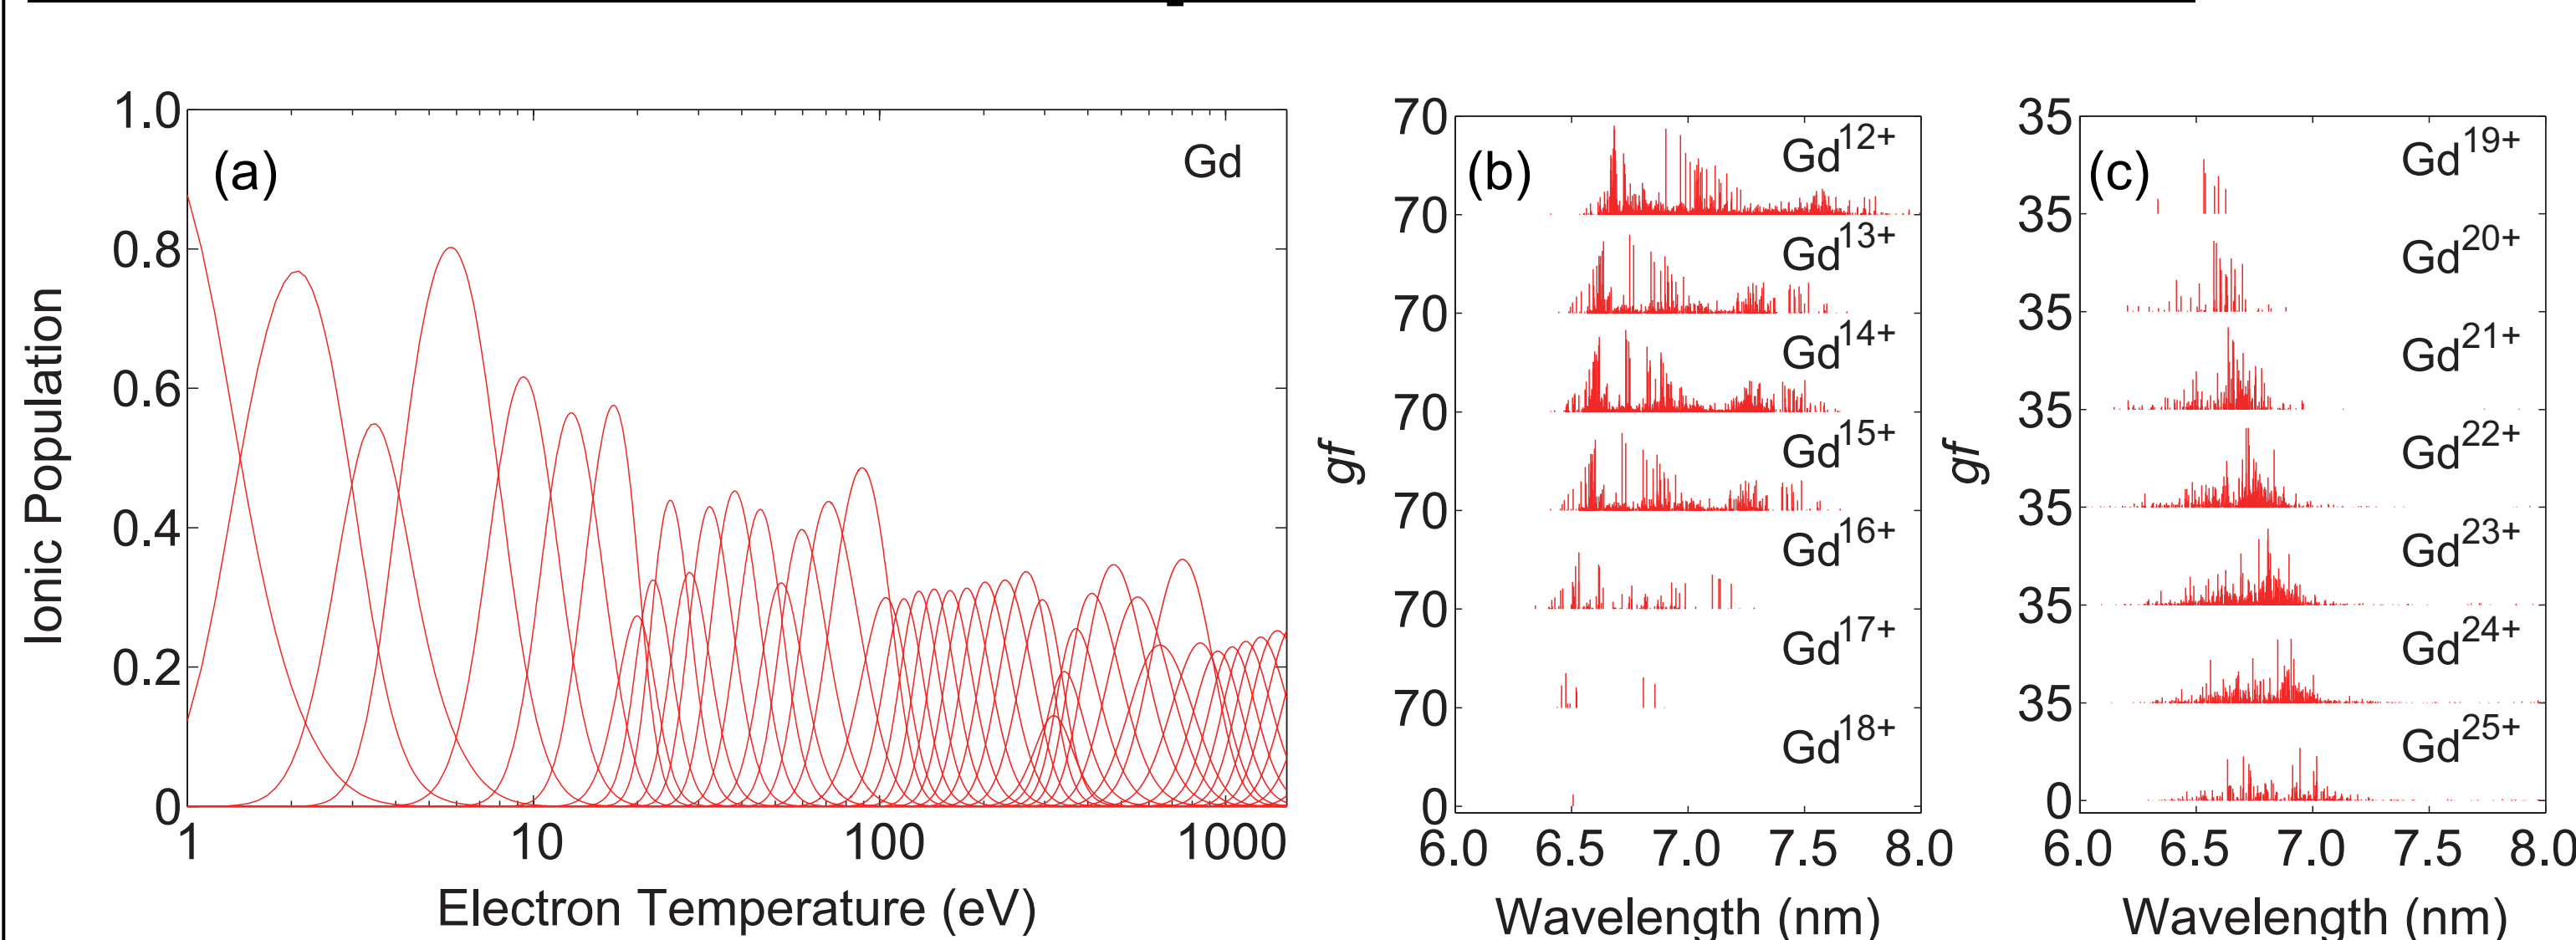 (a)
Gd
1.0
0.8
0.6
0.4
0.2
0
Ionic Population
1
10
100
1000
Electron Temperature (eV)
(b)
70
70
70
70
70
70
70
0
gf
Gd12+
Gd13+
Gd14+
Gd15+
Gd16+
Gd17+
Gd18+
6.0
6.5
7.0
7.5
8.0
Wavelength (nm)
(c)
35
35
35
35
35
35
35
0
gf
Gd19+
Gd20+
Gd21+
Gd22+
Gd23+
Gd24+
Gd25+
6.0
6.5
7.0
7.5
8.0
Wavelength (nm)